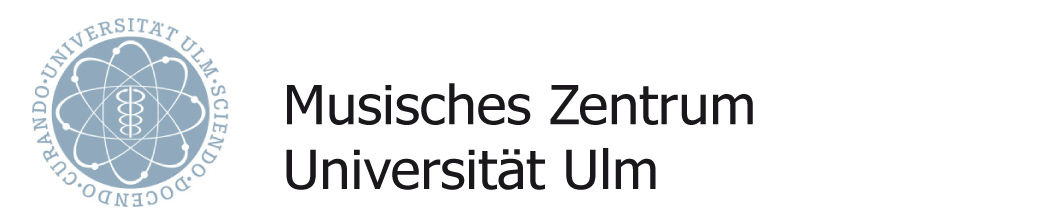 ·UNIVERSITÄT ULM·SCIENDO·DOCENDO·CURANDO
Musisches Zentrum
Universität Ulm